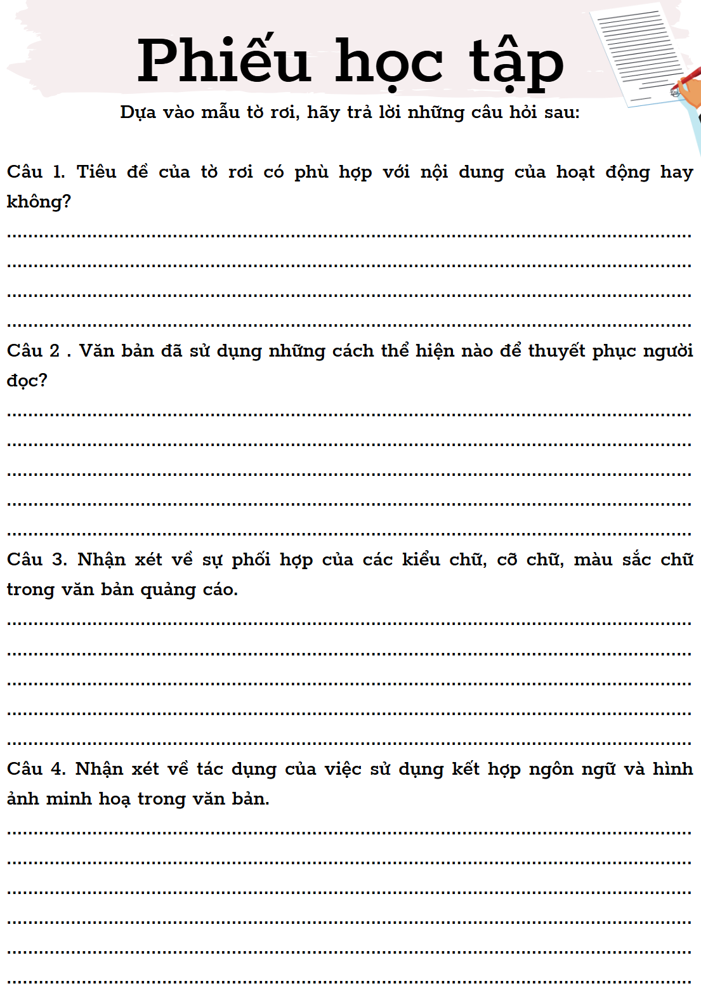 Phiếu học tập
Dựa vào mẫu tờ rơi, hãy trả lời những câu hỏi sau:
Câu 1. Tiêu đề của tờ rơi có phù hợp với nội dung của hoạt động hay
không?
Câu 2 . Văn bản đã sử dụng những cách thể hiện nào để thuyết phục người
đọc?
Câu 3. Nhận xét về sự phối hợp của các kiểu chữ, cỡ chữ, màu sắc chữ
trong văn bản quảng cáo.
Câu 4. Nhận xét về tác dụng của việc sử dụng kết hợp ngôn ngữ và hình
ảnh minh hoạ trong văn bản.